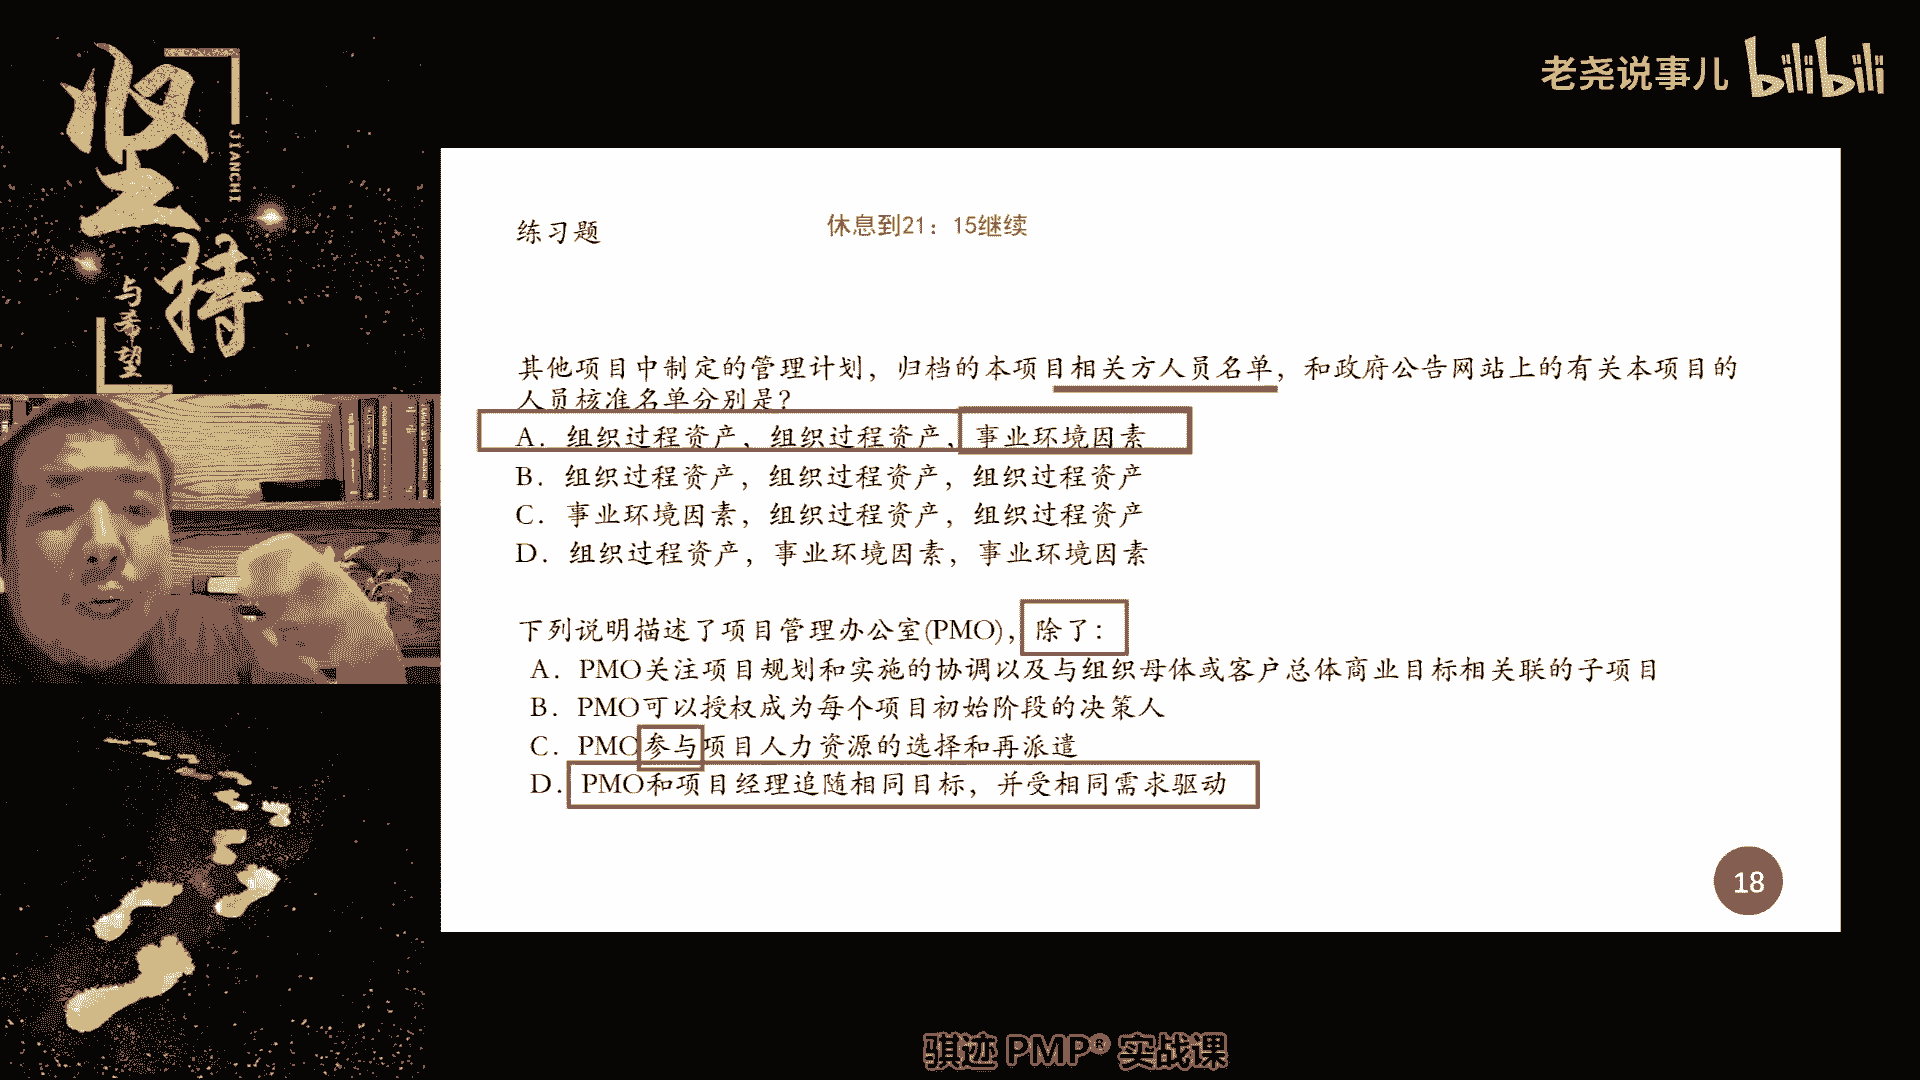 坚持
JIANCHI
与希望
老尧说事儿 bilibili
练习题
休息到21：15继续
其他项目中制定的管理计划，归档的本项目相关方人员名单，和政府公告网站上的有关本项目的
人员核准名单分别是？
A．组织过程资产，组织过程资产，事业环境因素
B．组织过程资产，组织过程资产，组织过程资产
C．事业环境因素，组织过程资产，组织过程资产
D．组织过程资产，事业环境因素，事业环境因素
下列说明描述了项目管理办公室(PMO)，除了：
A．PMO关注项目规划和实施的协调以及与组织母体或客户总体商业目标相关联的子项目
B．PMO可以授权成为每个项目初始阶段的决策人
C．PMO参与项目人力资源的选择和再派遣
D．PMO和项目经理追随相同目标，并受相同需求驱动
18
骐迹 PMP® 实战课